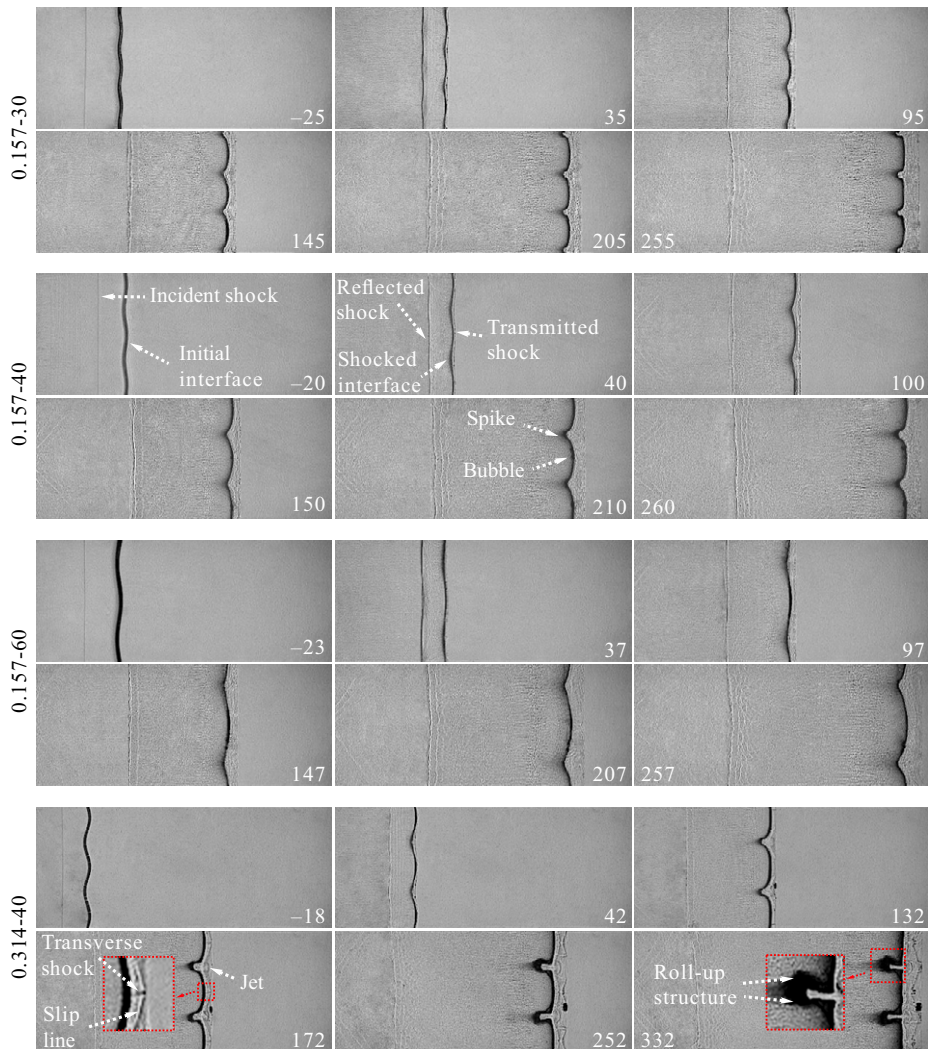 0.157-30
–25
35
95
145
205
255
0.157-40
Incident shock
Initial
interface
–20
Reflected
shock
Shocked
interface
Transmitted
shock
40
100
150
Spike
Bubble
210
260
0.157-60
–23
37
97
147
207
257
0.314-40
–18
42
132
Transverse
shock
Slip
line
Jet
172
252
Roll-up
structure
332